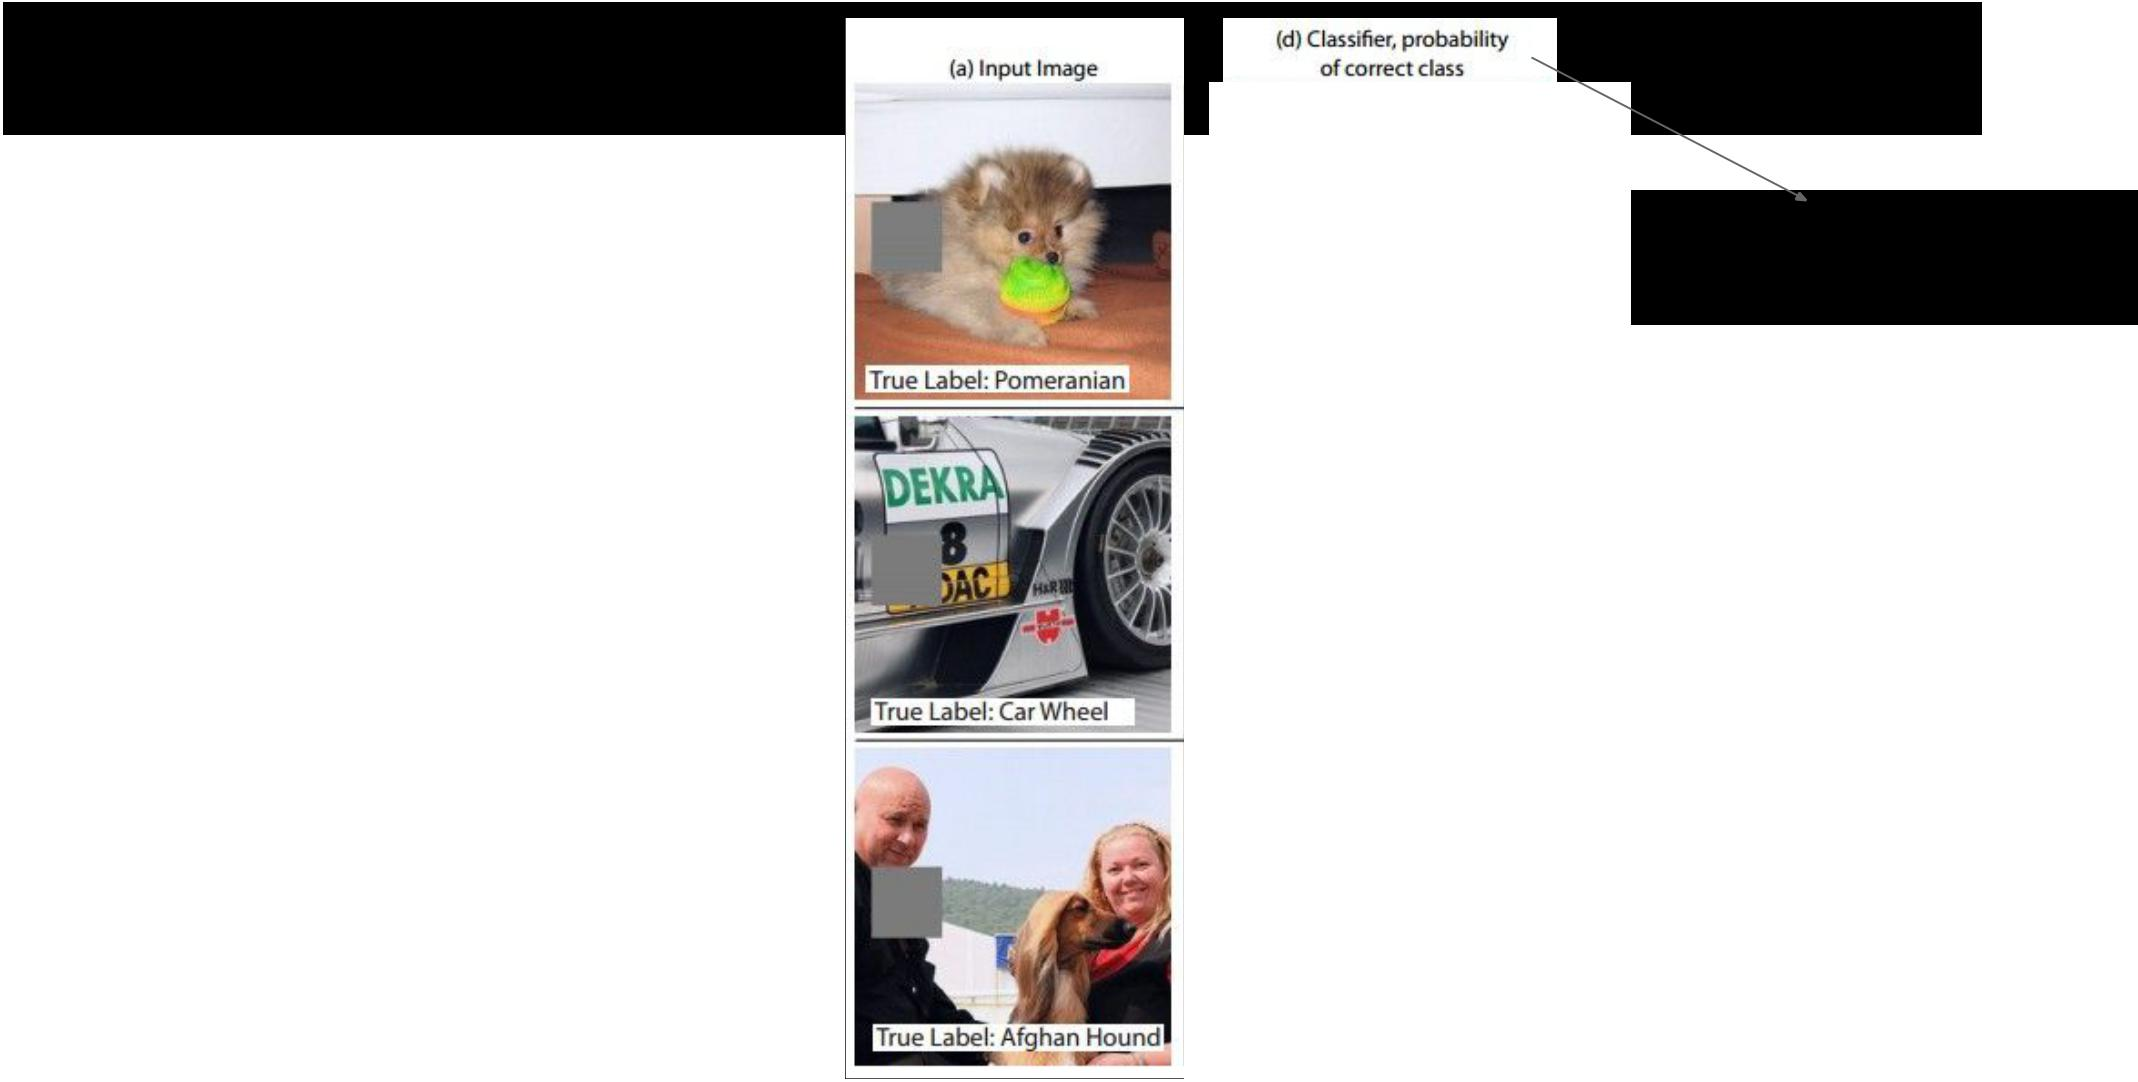 (a) Input Image
(d) Classifier, probability
of correct class
True Label: Pomeranian
DEKRA
8
DAC
H&R
True Label: Car Wheel
True Label: Afghan Hound